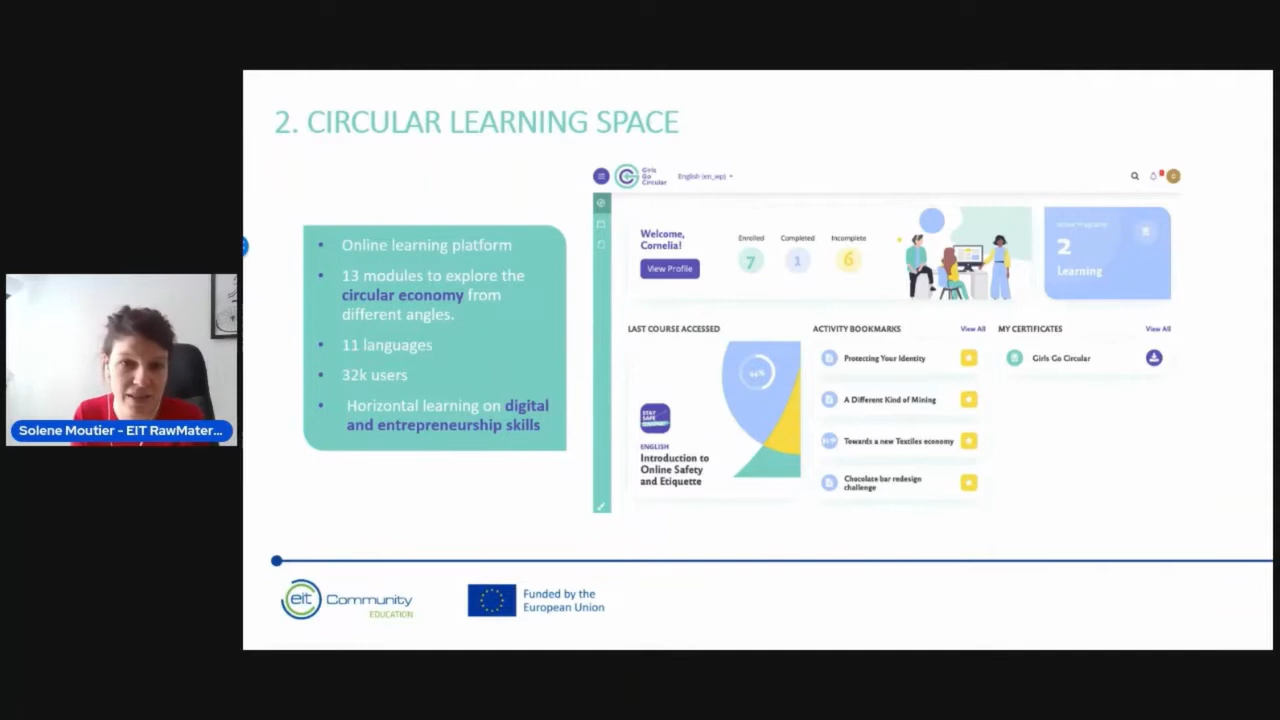 2. CIRCULAR LEARNING SPACE
• Online learning platform
• 13 modules to explore the
circular economy from
different angles.
• 11 languages
• 32k users
• Horizontal learning on digital
and entrepreneurship skills
Girls
Go
Circular
English (en_wp)
Welcome,
Cornelia!
View Profile
Enrolled
7
Completed
1
Incomplete
6
2
Learning
LAST COURSE ACCESSED
STAY
SAFE
ENGLISH
Introduction to
Online Safety
and Etiquette
ACTIVITY BOOKMARKS
View All
Protecting Your Identity
A Different Kind of Mining
Towards a new Textiles economy
Chocolate bar redesign
challenge
MY CERTIFICATES
View All
Girls Go Circular
Solene Moutier - EIT RawMater...
eit Community
EDUCATION
Funded by the
European Union